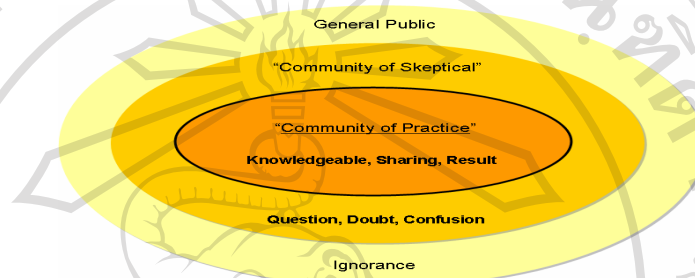 General Public
“Community of Skeptical”
“Community of Practice”
Knowledgeable, Sharing, Result
Question, Doubt, Confusion
Ignorance